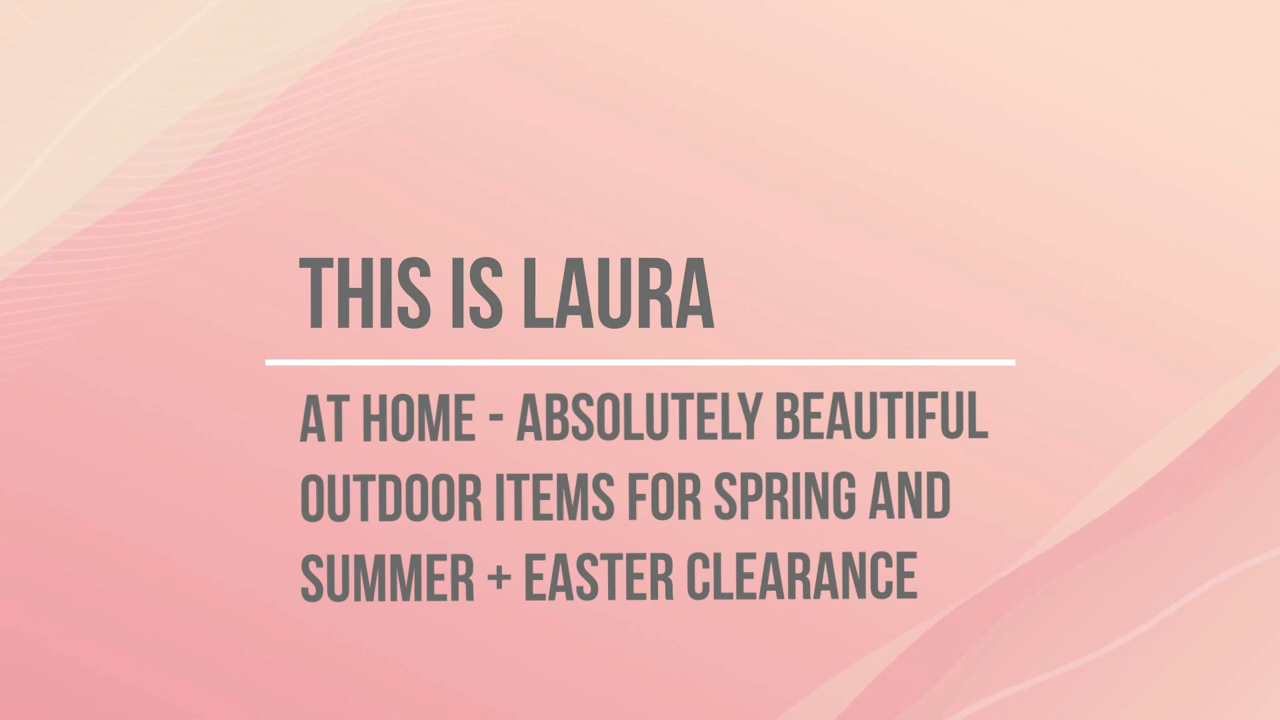 THIS IS LAURA
AT HOME - ABSOLUTELY BEAUTIFUL
OUTDOOR ITEMS FOR SPRING AND
SUMMER + EASTER CLEARANCE